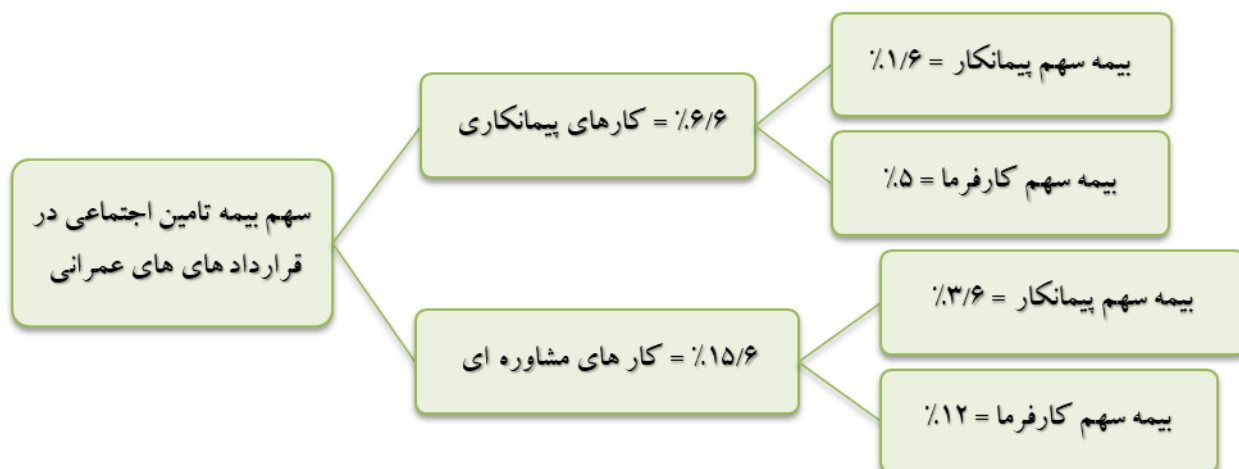 سهم بیمه تامین اجتماعی در
قرارداد های های عمرانی
٪۶/۶ = کارهای پیمانکاری
بیمه سهم پیمانکار = ٪۱/۶
بیمه سهم کارفرما = ٪۵
٪۱۵/۶ = کار های مشاوره ای
بیمه سهم پیمانکار = ٪۳/۶
بیمه سهم کارفرما = ٪۱۲